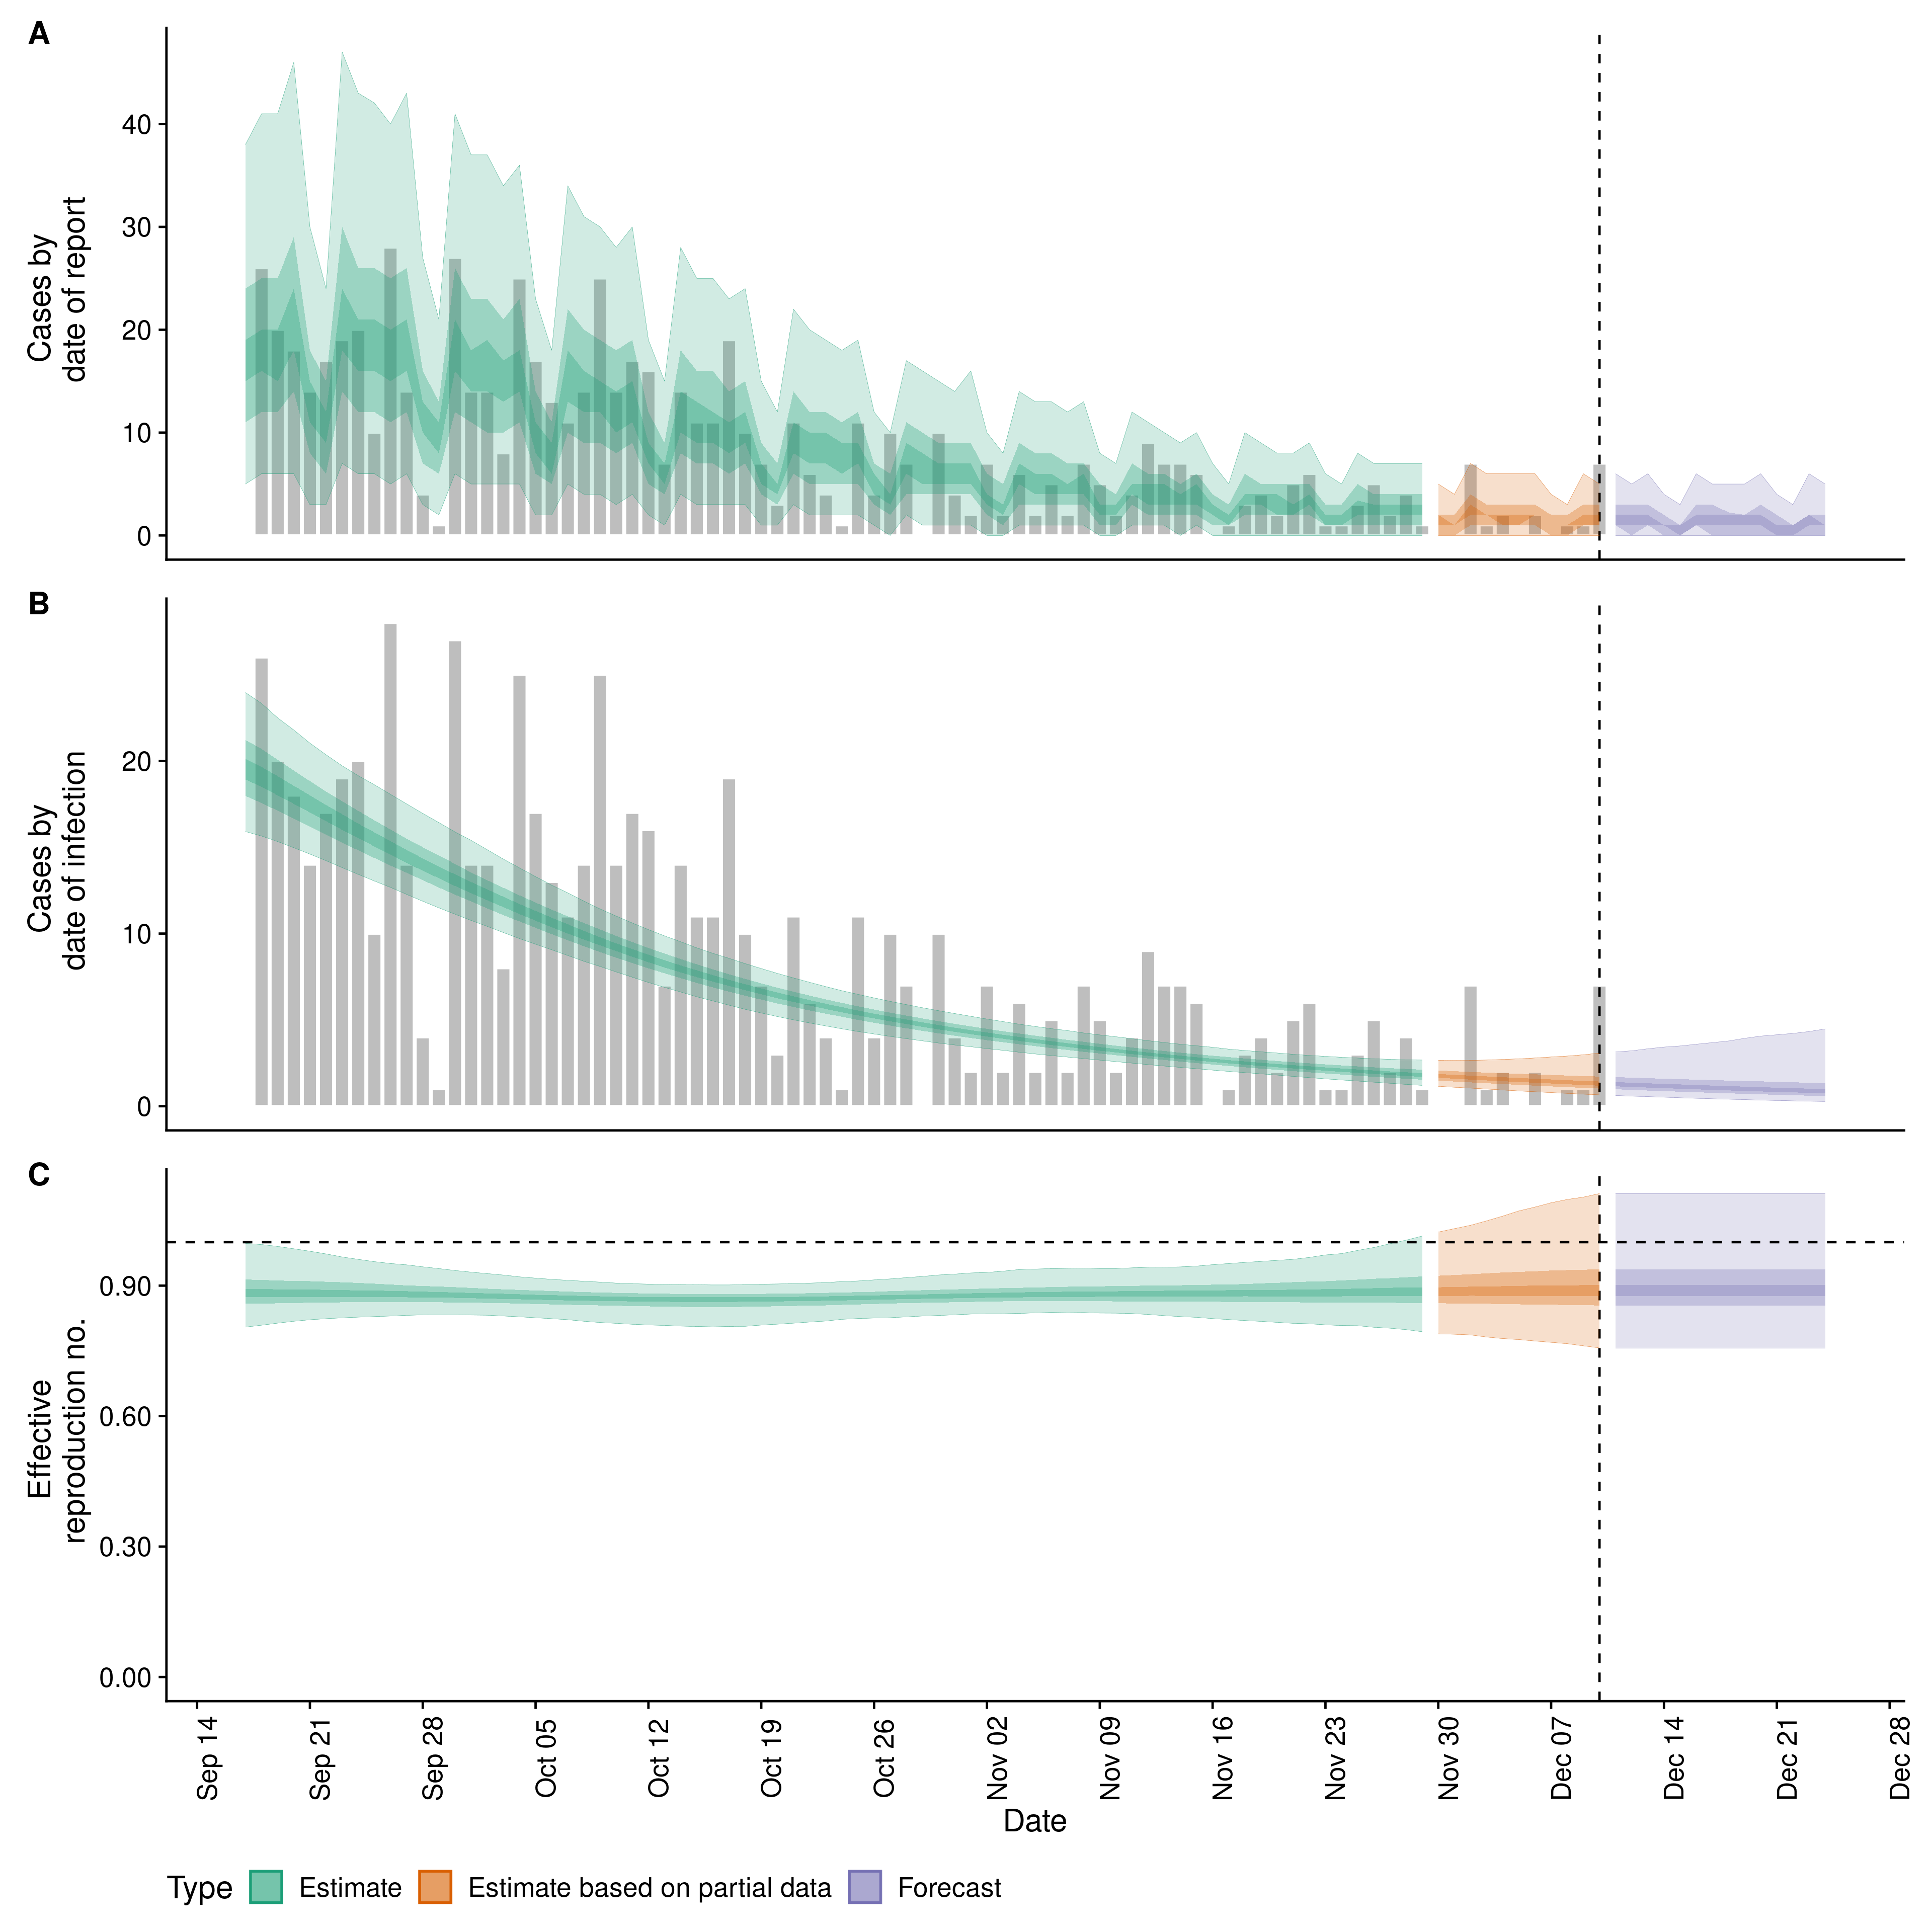 A
Cases by
date of report
40
30
20
10
0
B
Cases by
date of infection
20
10
0
C
Effective
reproduction no.
0.90
0.60
0.30
0.00
Sep 14
Sep 21
Sep 28
Oct 05
Oct 12
Oct 19
Oct 26
Nov 02
Nov 09
Nov 16
Nov 23
Nov 30
Dec 07
Dec 14
Dec 21
Dec 28
Date
Type Estimate Estimate based on partial data Forecast